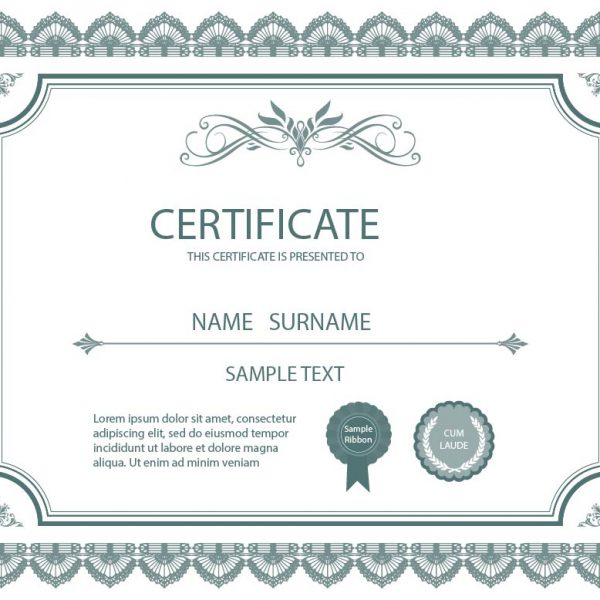 CERTIFICATE
THIS CERTIFICATE IS PRESENTED TO
NAME SURNAME
SAMPLE TEXT
Lorem ipsum dolor sit amet, consectetur
adipiscing elit, sed do eiusmod tempor
incididunt ut labore et dolore magna
aliqua. Ut enim ad minim veniam
Sample
Ribbon
CUM
LAUDE